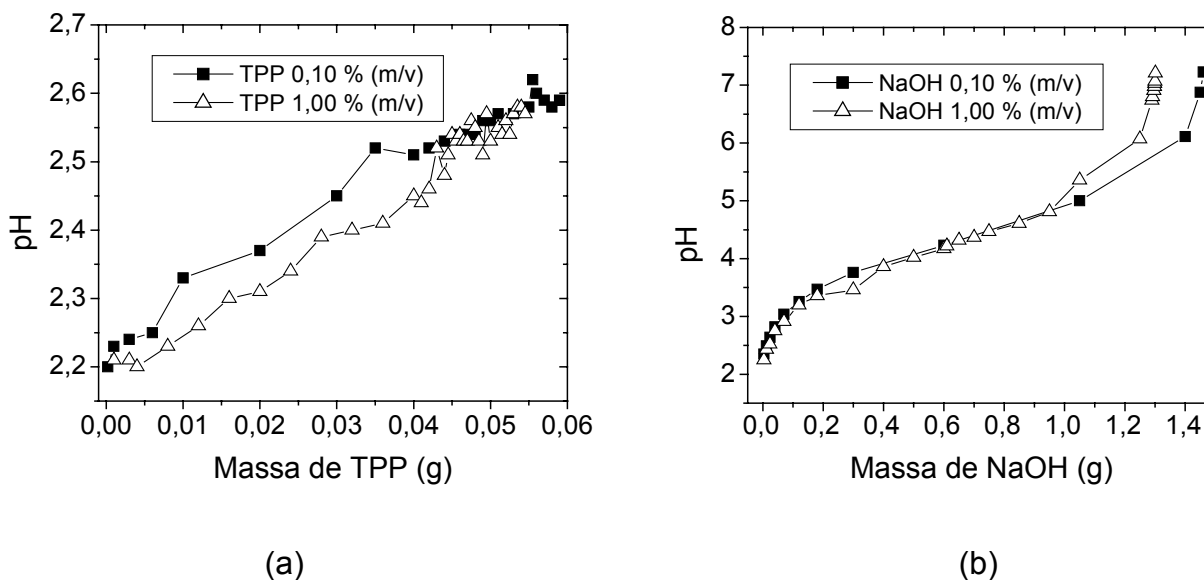 2,7
2,6
2,5
2,4
2,3
2,2
pH
TPP 0,10 % (m/v)
TPP 1,00 % (m/v)
0,00 0,01 0,02 0,03 0,04 0,05 0,06
Massa de TPP (g)
(a)
8
7
6
5
4
3
2
pH
NaOH 0,10 % (m/v)
NaOH 1,00 % (m/v)
0,0 0,2 0,4 0,6 0,8 1,0 1,2 1,4
Massa de NaOH (g)
(b)